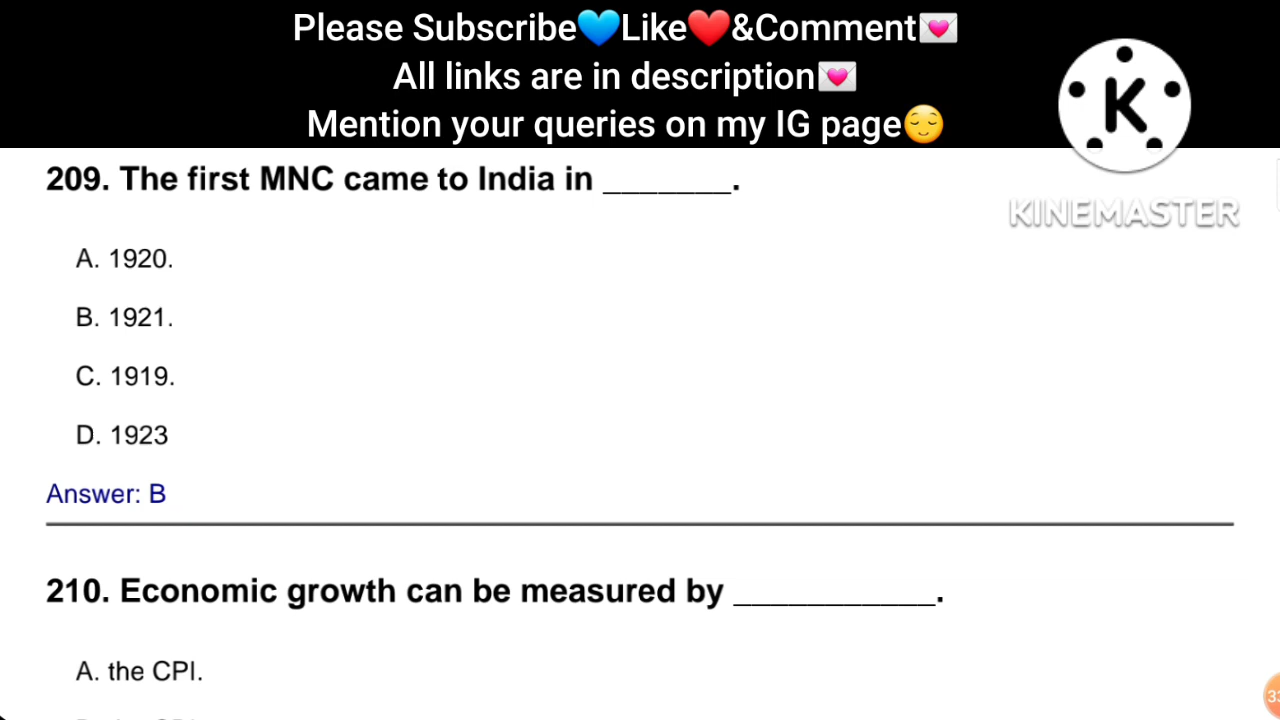 Please Subscribe💙Like❤️&Comment💌
All links are in description💌
Mention your queries on my IG page😌
K
KINEMASTER
209. The first MNC came to India in _______.
A. 1920.
B. 1921.
C. 1919.
D. 1923
Answer: B
210. Economic growth can be measured by ___________.
A. the CPI.